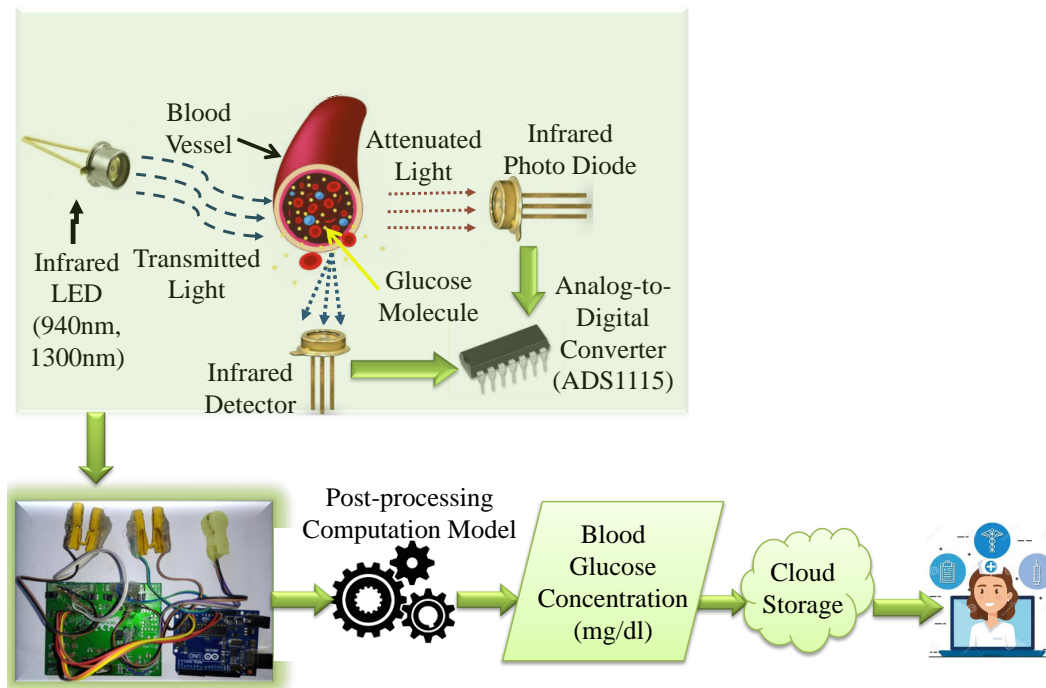 Blood
Vessel
Attenuated
Light
Infrared
Photo Diode
Infrared
LED
(940nm,
1300nm)
Transmitted
Light
Glucose
Molecule
Analog-to-
Digital
Converter
(ADS1115)
Infrared
Detector
Post-processing
Computation Model
Blood
Glucose
Concentration
(mg/dl)
Cloud
Storage
UNO